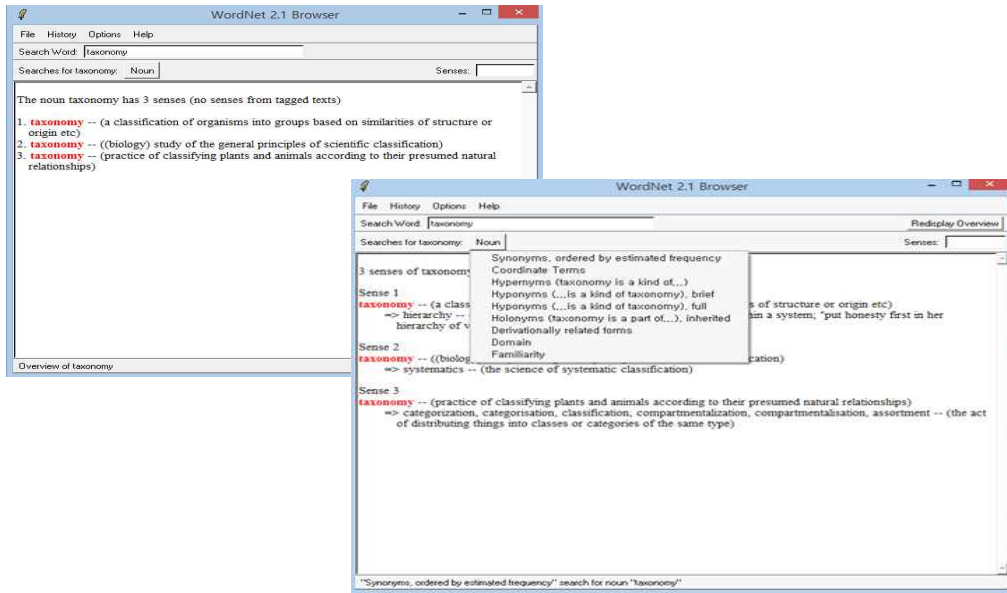 WordNet 2.1 Browser
File History Options Help
Search Word: taxonomy
Searches for taxonomy: Noun Senses:
The noun taxonomy has 3 senses (no senses from tagged texts)
1. taxonomy -- (a classification of organisms into groups based on similarities of structure or
origin etc)
2. taxonomy -- ((biology) study of the general principles of scientific classification)
3. taxonomy -- (practice of classifying plants and animals according to their presumed natural
relationships)
Overview of taxonomy
WordNet 2.1 Browser
File History Options Help
Search Word: taxonomy Redisplay Overview
Searches for taxonomy: Noun Senses:
Synonyms, ordered by estimated frequency
Coordinate Terms
Hypernyms (taxonomy is a kind of...)
Hyponyms (...is a kind of taxonomy), brief
Hyponyms (...is a kind of taxonomy), full
Holonyms (taxonomy is a part of...), inherited
Derivationally related forms
Domain
Familiarity
3 senses of taxonomy
Sense 1
taxonomy -- (a class s of structure or origin etc)
=> hierarchy -- in a system; "put honesty first in her
hierarchy of v
Sense 2
taxonomy -- ((biolog cation)
=> systematics -- (the science of systematic classification)
Sense 3
taxonomy -- (practice of classifying plants and animals according to their presumed natural relationships)
=> categorization, categorisation, classification, compartmentalization, compartmentalisation, assortment -- (the act
of distributing things into classes or categories of the same type)
"Synonyms, ordered by estimated frequency" search for noun "taxonomy"